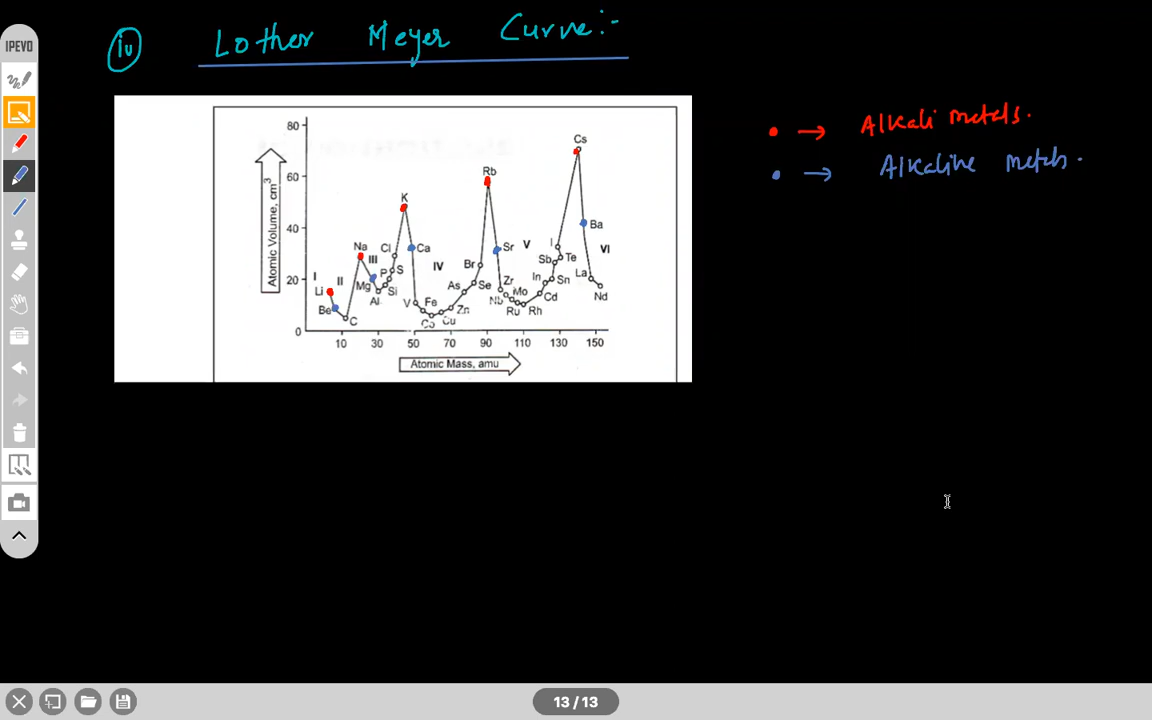 iv Lother Meyer Curve:-
IPEVO
• → Alkali metals.
• → Alkaline metals.
Atomic Volume, cm³
80
60
40
20
0
Cs
Rb
K
Na
Cl
Ca
Sr
V
Ba
I
VI
III
P
S
IV
Br
Sb
Te
I
II
Mg
As
Se
Zr
In
Sn
La
Li
Al
Si
Nb
Mo
Cd
Nd
Be
C
V
Fe
Co
Cu
Zn
Ru
Rh
10 30 50 70 90 110 130 150
Atomic Mass, amu
13 / 13